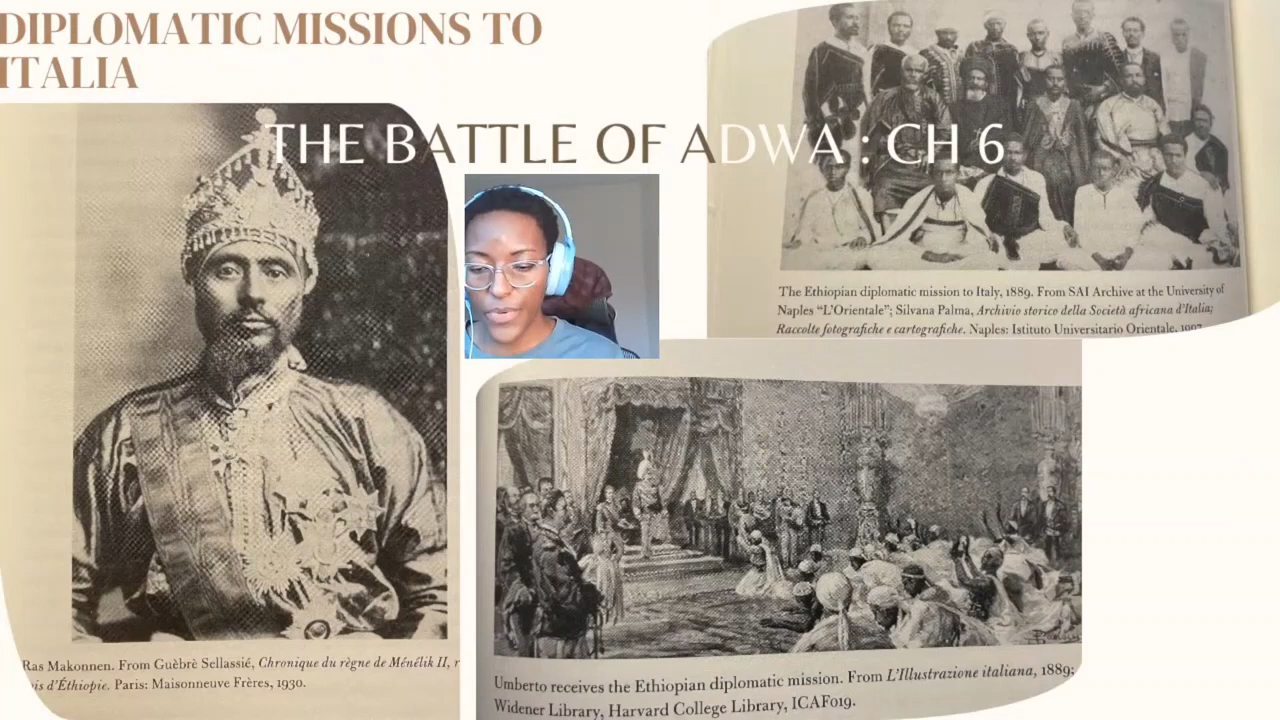 DIPLOMATIC MISSIONS TO
ITALIA
THE BATTLE OF ADWA : CH 6
The Ethiopian diplomatic mission to Italy, 1889. From SAI Archive at the University of
Naples “L’Orientale”; Silvana Palma, Archivio storico della Società africana d’Italia;
Raccolte fotografiche e cartografiche. Naples: Istituto Universitario Orientale,
Ras Makonnen. From Guèbrè Sellassié, Chronique du règne de Ménélik II, r
is d’Éthiopie. Paris: Maisonneuve Frères, 1930.
Umberto receives the Ethiopian diplomatic mission. From L’Illustrazione italiana, 1889;
Widener Library, Harvard College Library, ICAF019.